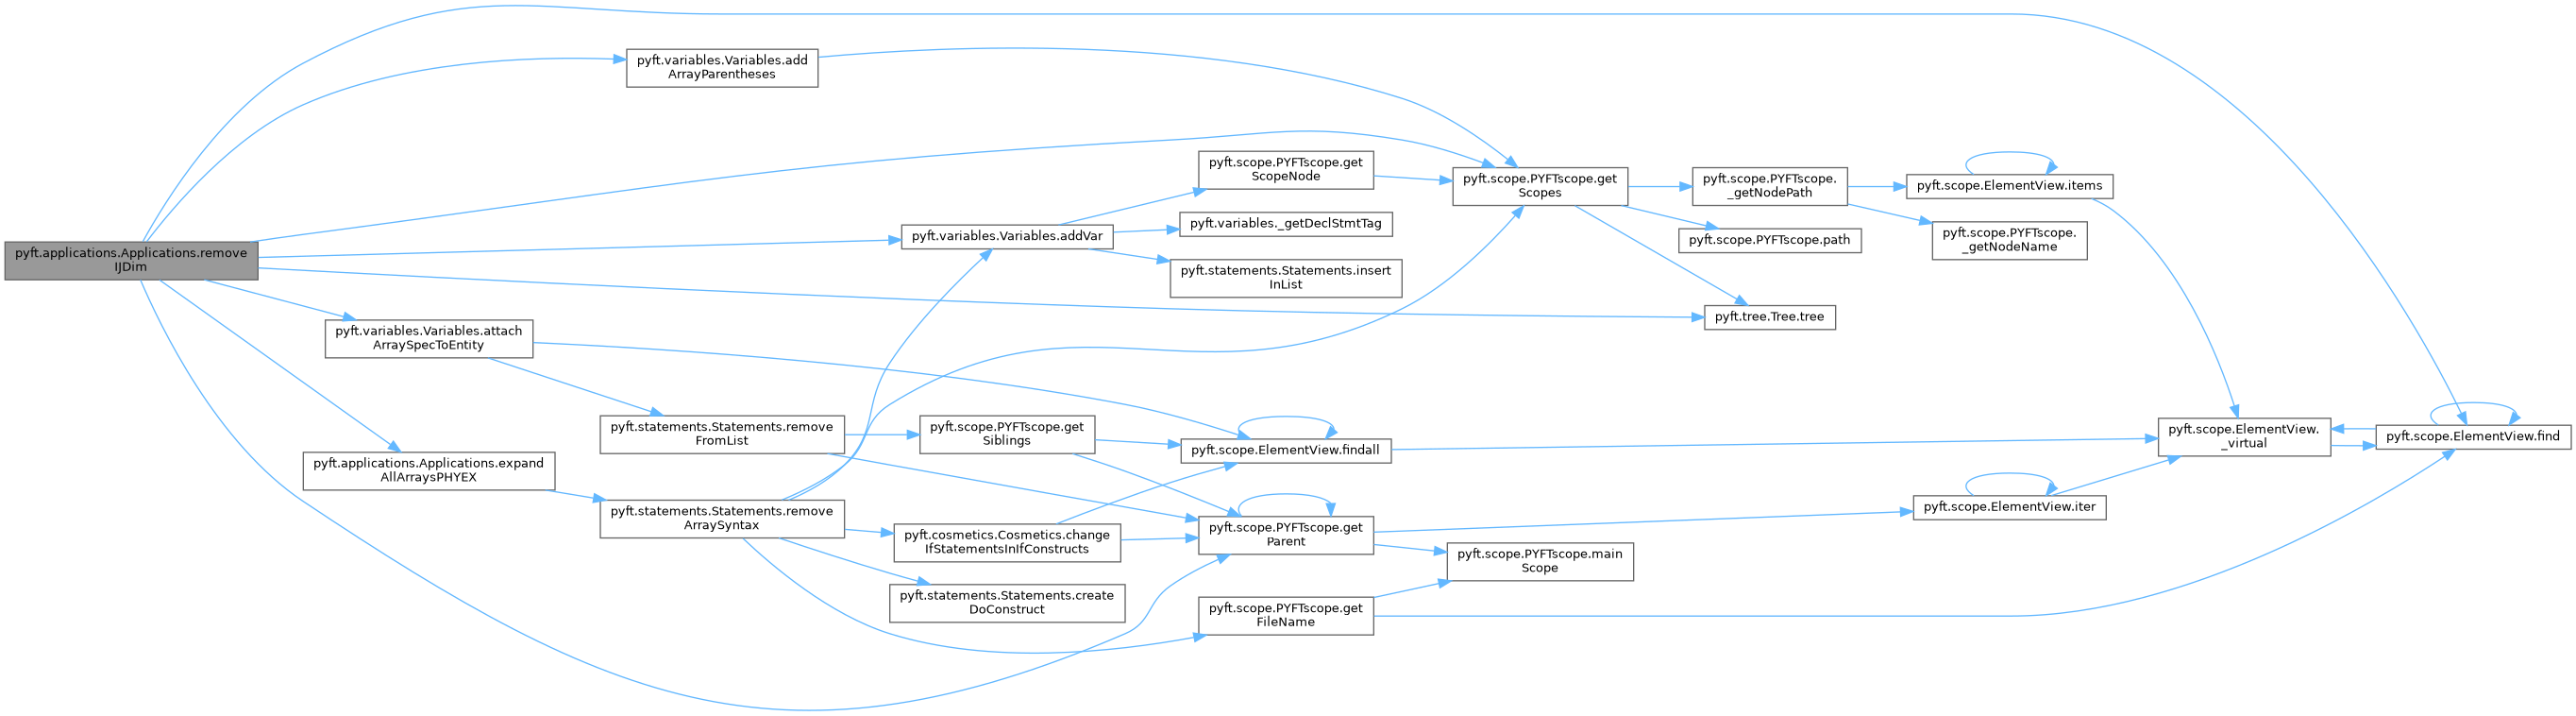 pyft.applications.Applications.remove
IJDim
pyft.variables.Variables.add
ArrayParentheses
pyft.variables.Variables.attach
ArraySpecToEntity
pyft.applications.Applications.expand
AllArraysPHYEX
pyft.statements.Statements.remove
FromList
pyft.statements.Statements.remove
ArraySyntax
pyft.variables.Variables.addVar
pyft.scope.PYFTscope.get
Siblings
pyft.cosmetics.Cosmetics.change
IfStatementsInIfConstructs
pyft.statements.Statements.create
DoConstruct
pyft.scope.PYFTscope.get
ScopeNode
pyft.variables._getDeclStmtTag
pyft.statements.Statements.insert
InList
pyft.scope.ElementView.findall
pyft.scope.PYFTscope.get
Parent
pyft.scope.PYFTscope.get
FileName
pyft.scope.PYFTscope.get
Scopes
pyft.scope.PYFTscope.main
Scope
pyft.scope.PYFTscope.
_getNodePath
pyft.scope.PYFTscope.path
pyft.tree.Tree.tree
pyft.scope.ElementView.items
pyft.scope.PYFTscope.
_getNodeName
pyft.scope.ElementView.iter
pyft.scope.ElementView.
_virtual
pyft.scope.ElementView.find